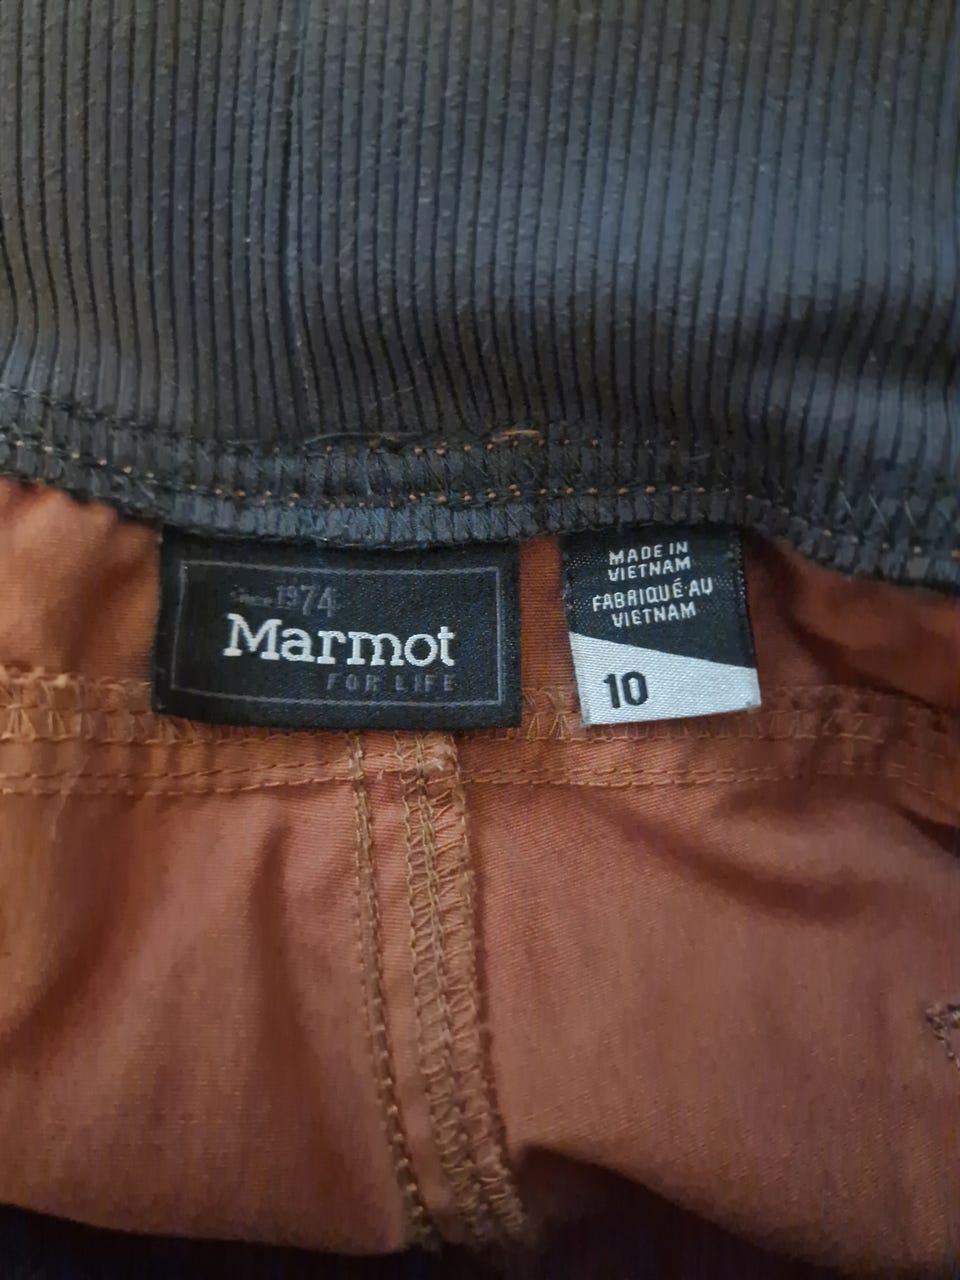 Since 1974
Marmot
FOR LIFE
MADE IN
VIETNAM
FABRIQUÉ AU
VIETNAM
10